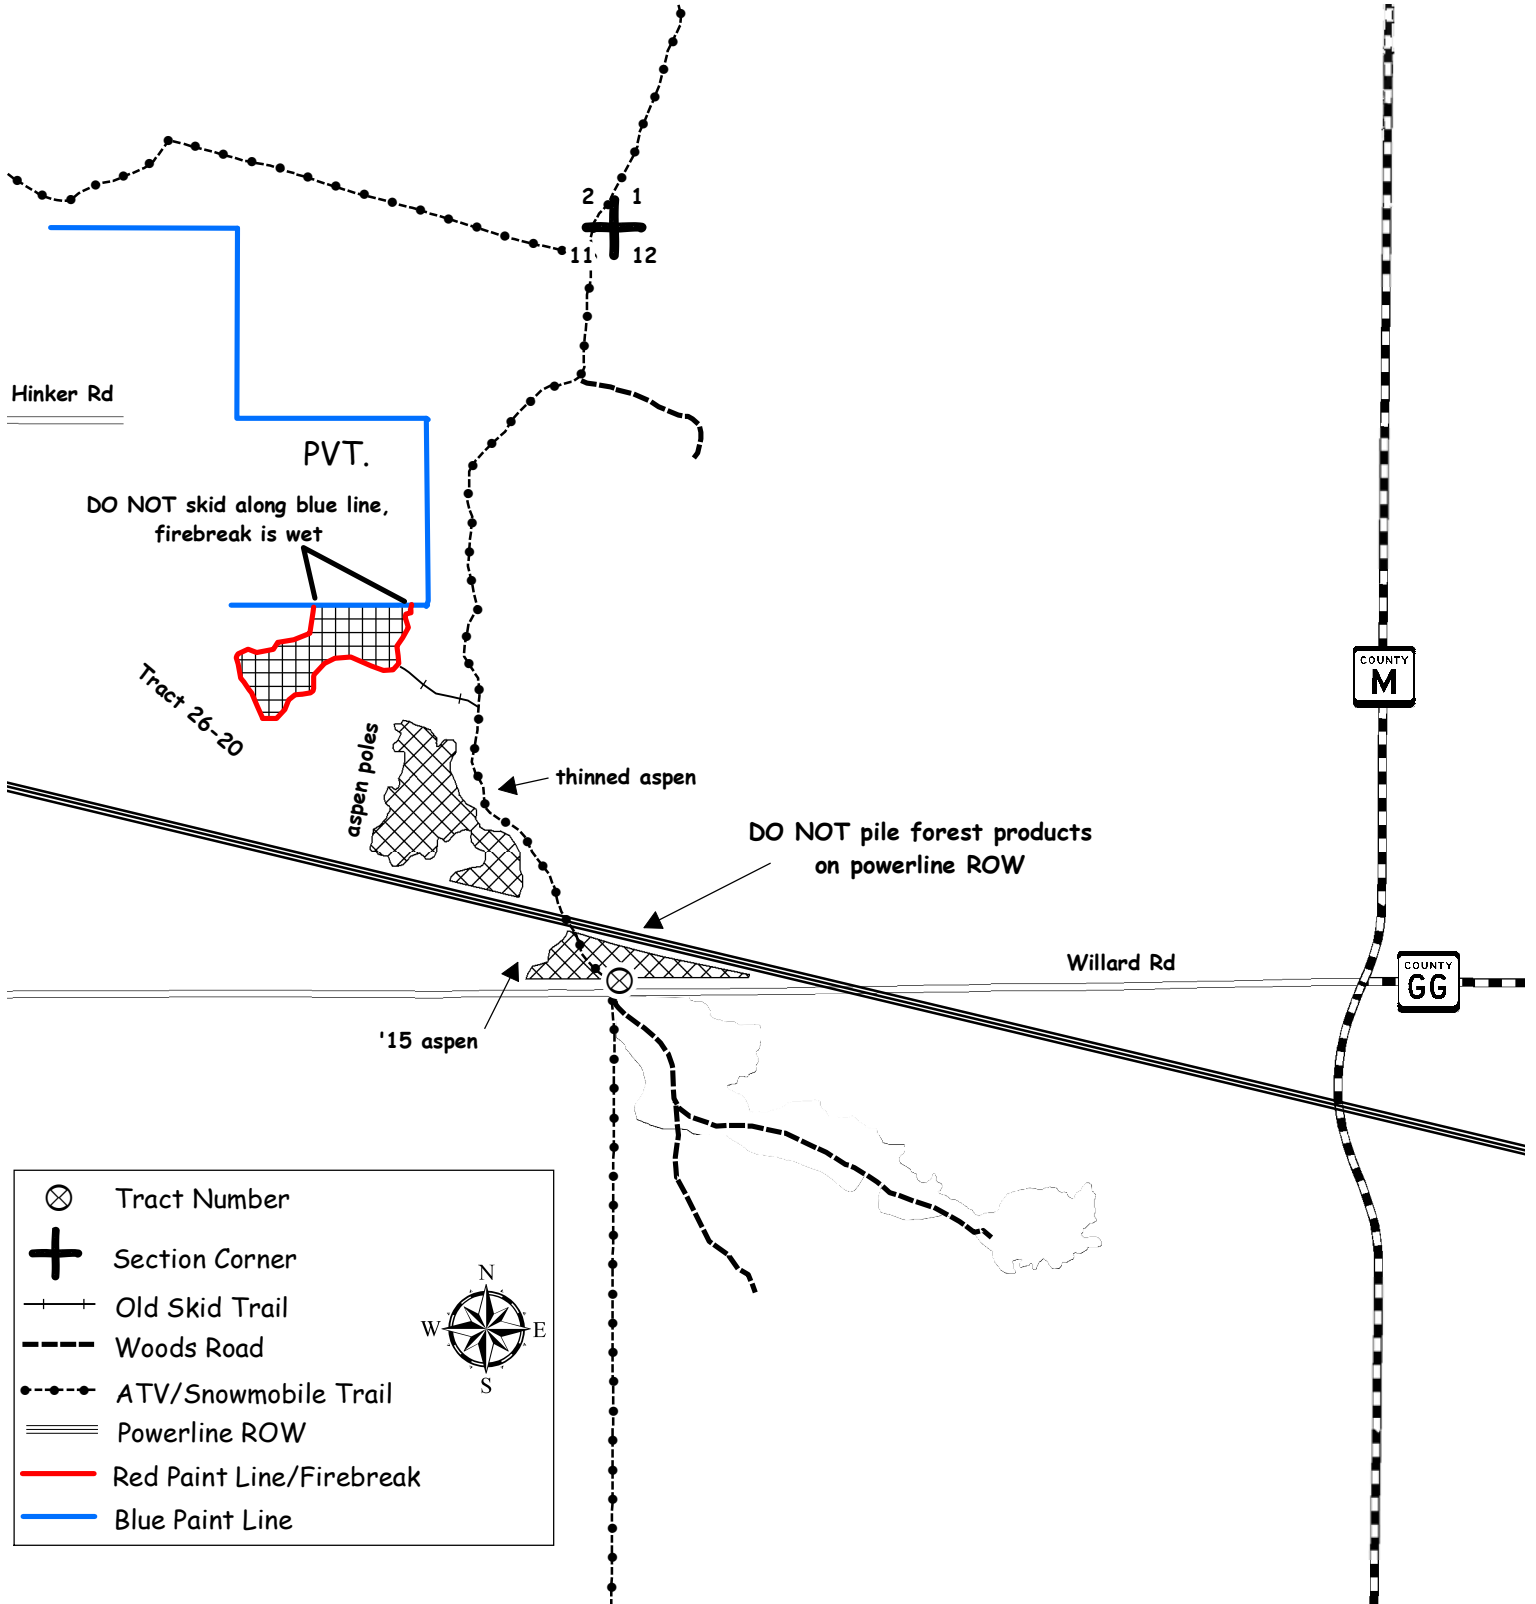 2 1
11 12
Hinker Rd
PVT.
DO NOT skid along blue line,
firebreak is wet
Tract 26-20
COUNTY
M
aspen poles
thinned aspen
DO NOT pile forest products
on powerline ROW
Willard Rd
COUNTY
GG
'15 aspen
Tract Number
Section Corner
Old Skid Trail
Woods Road
ATV/Snowmobile Trail
Powerline ROW
Red Paint Line/Firebreak
Blue Paint Line
N
W E
S